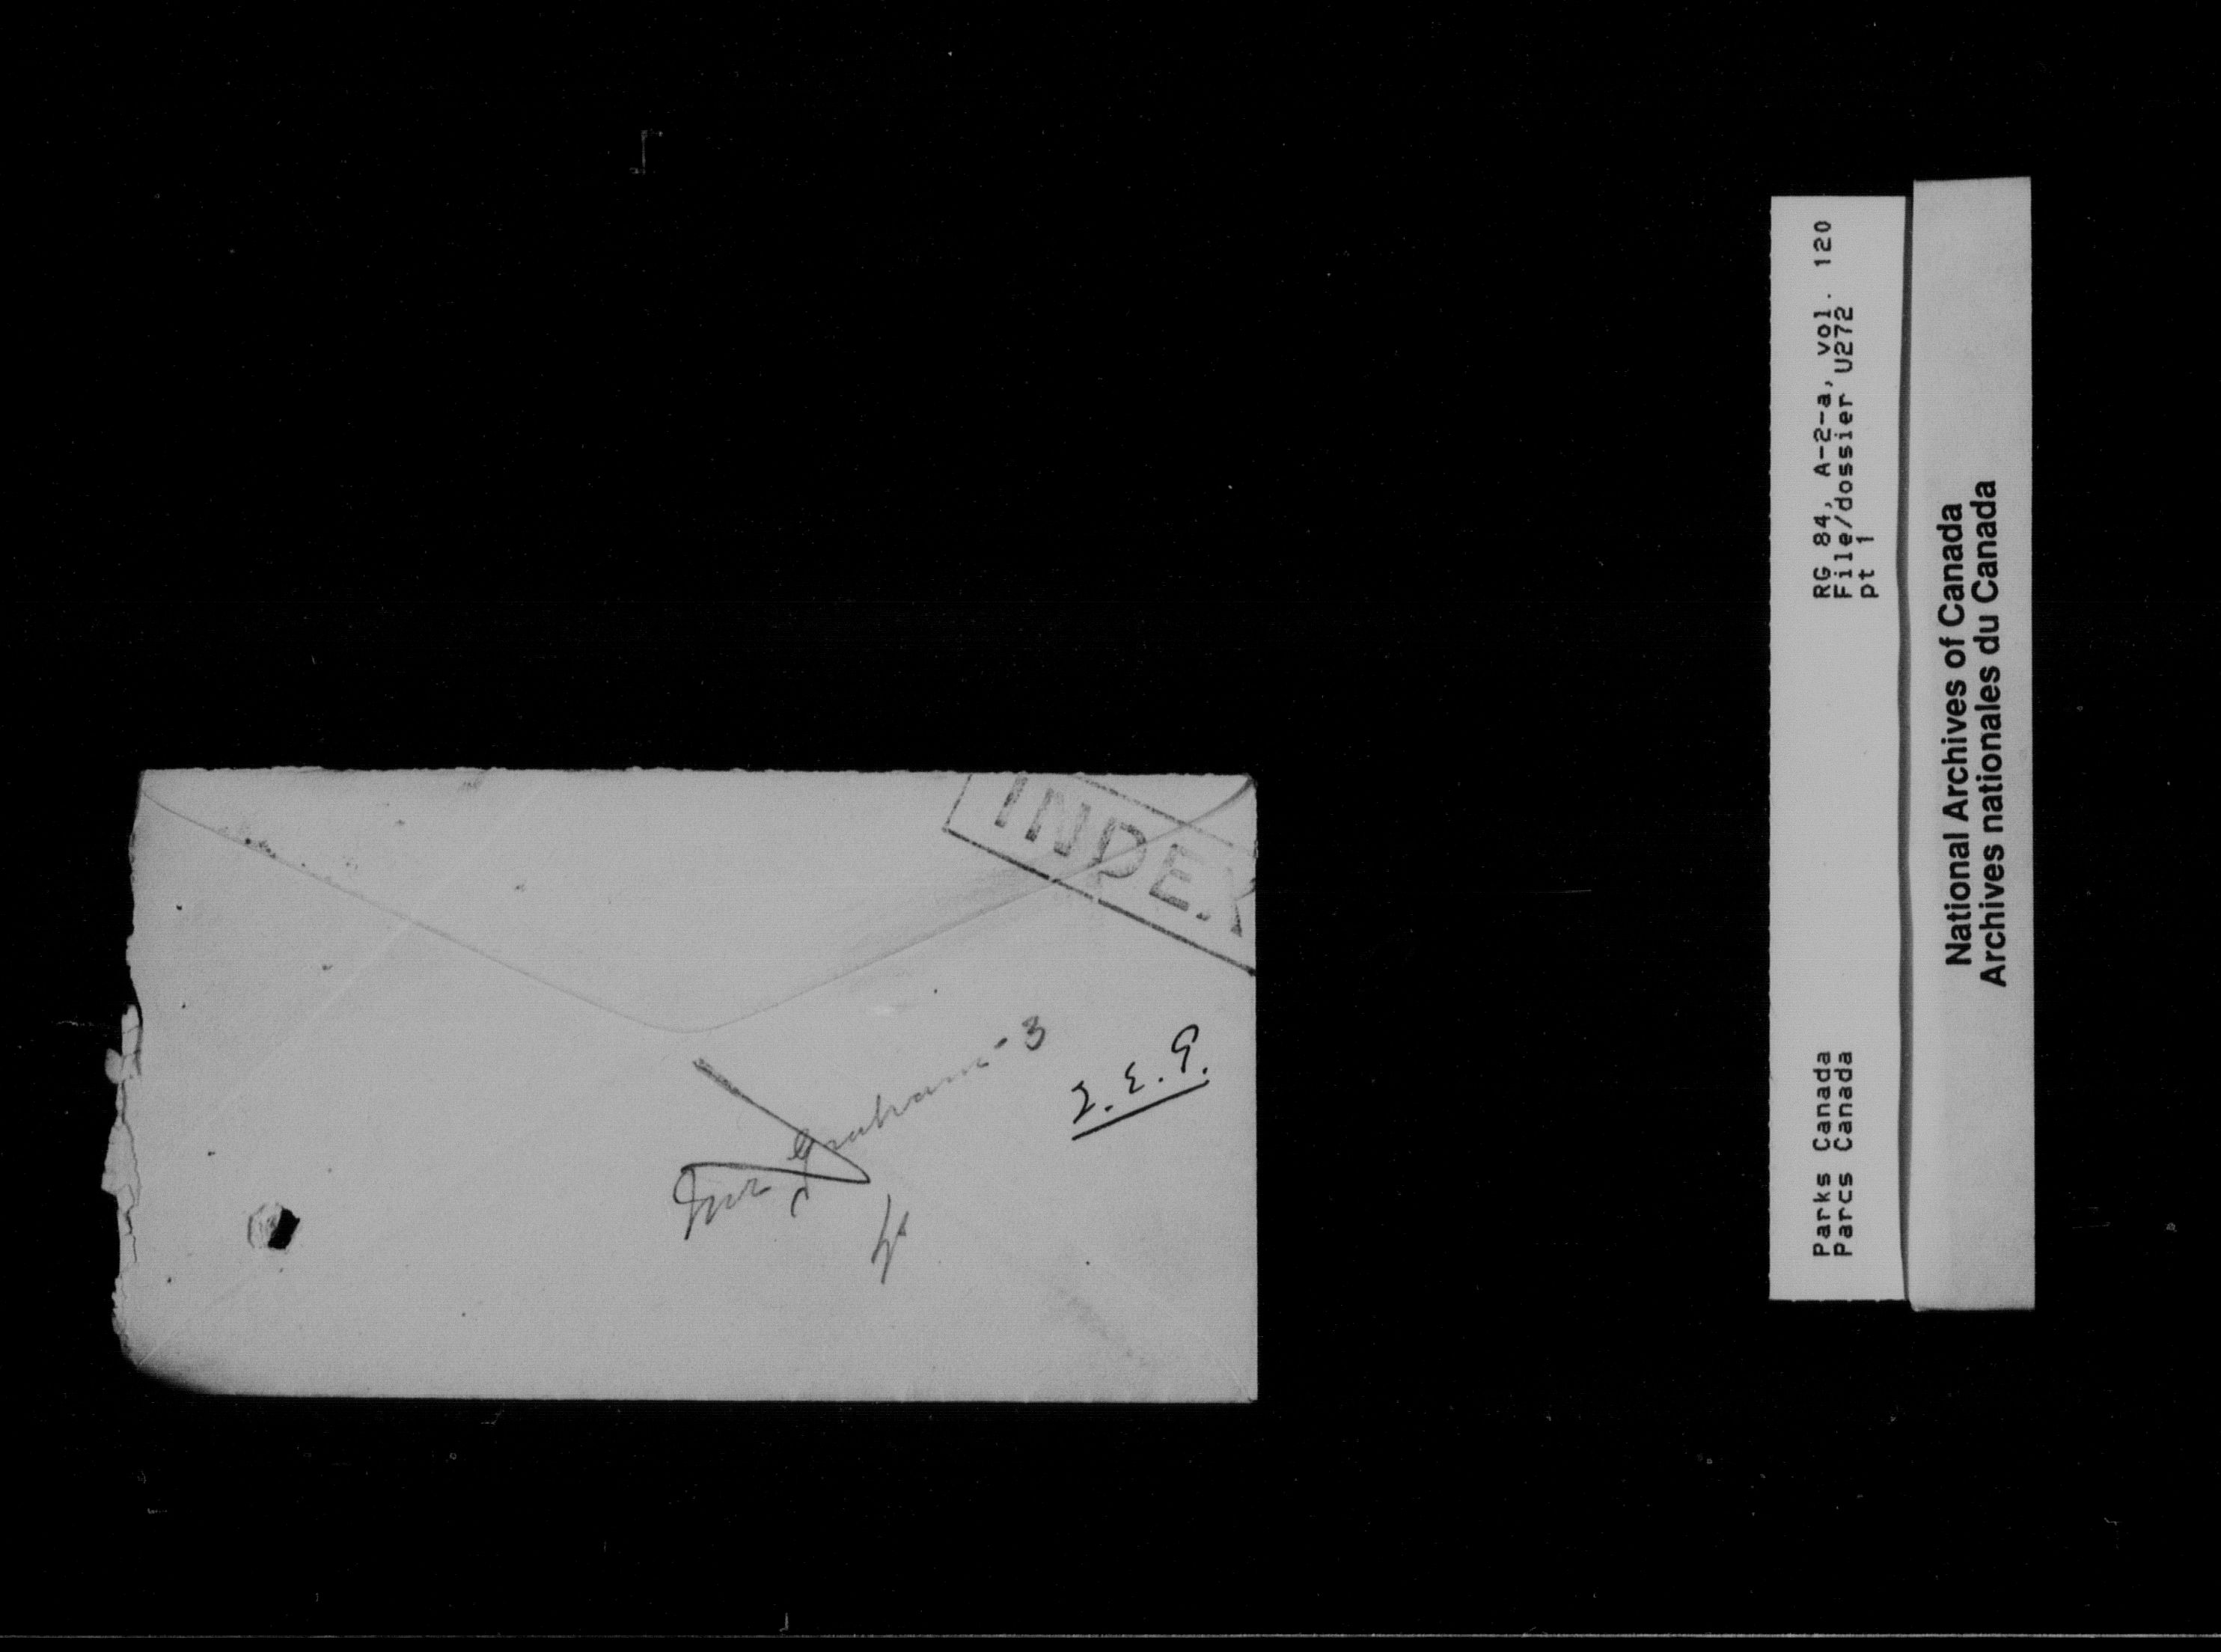 INDEX
Mr Graham - 3
Parks Canada RG 84, A-2-a, vol. 120
Parcs Canada File/dossier U272
pt 1
National Archives of Canada
Archives nationales du Canada